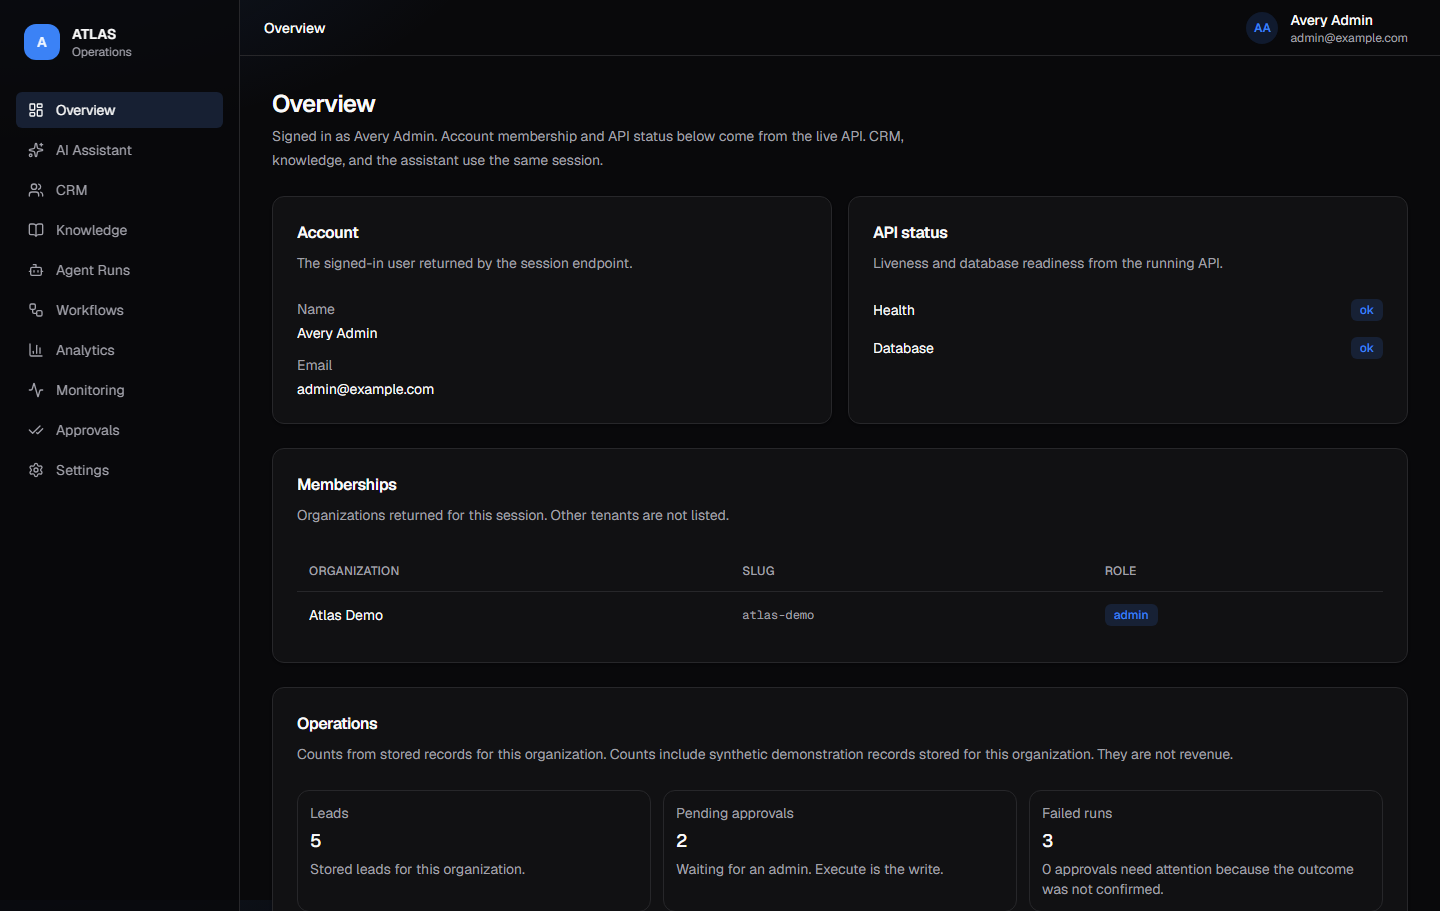 A
ATLAS
Operations
Overview
AI Assistant
CRM
Knowledge
Agent Runs
Workflows
Analytics
Monitoring
Approvals
Settings
Overview
AA
Avery Admin
admin@example.com
Overview
Signed in as Avery Admin. Account membership and API status below come from the live API. CRM,
knowledge, and the assistant use the same session.
Account
The signed-in user returned by the session endpoint.
Name
Avery Admin
Email
admin@example.com
API status
Liveness and database readiness from the running API.
Health ok
Database ok
Memberships
Organizations returned for this session. Other tenants are not listed.
ORGANIZATION SLUG ROLE
Atlas Demo atlas-demo admin
Operations
Counts from stored records for this organization. Counts include synthetic demonstration records stored for this organization. They are not revenue.
Leads
5
Stored leads for this organization.
Pending approvals
2
Waiting for an admin. Execute is the write.
Failed runs
3
0 approvals need attention because the outcome
was not confirmed.